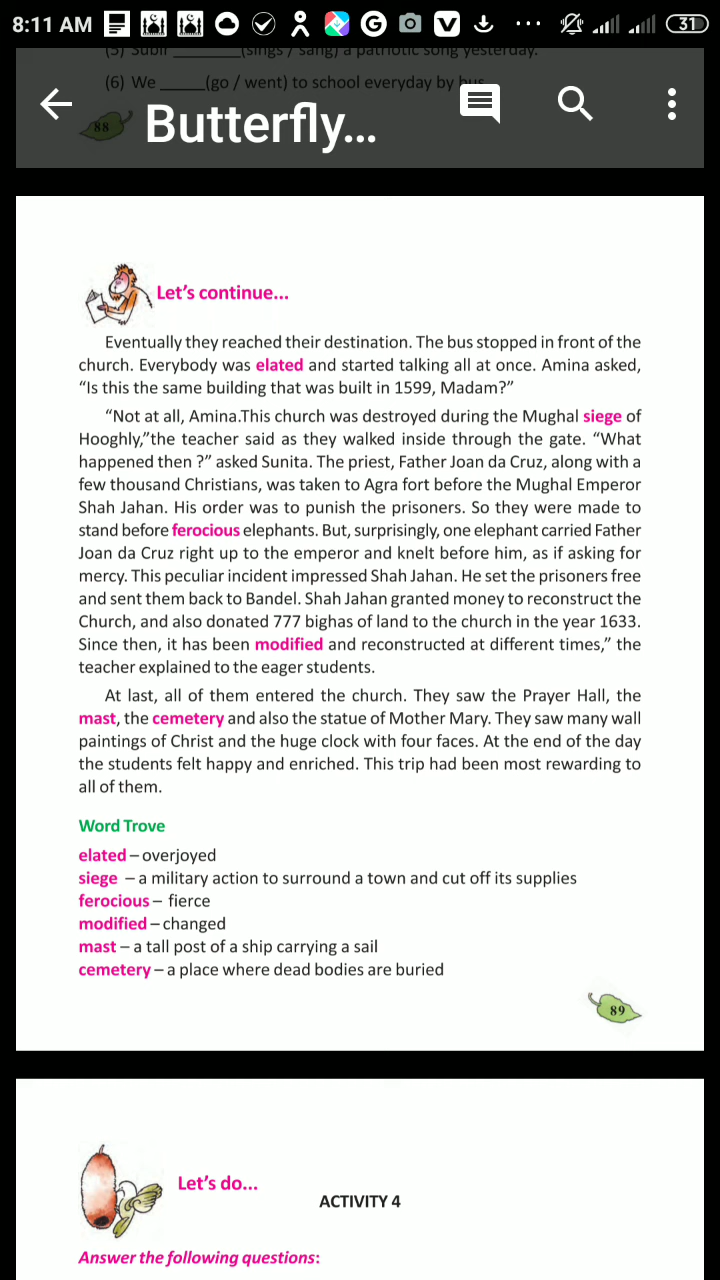 8:11 AM 31
(5) Subir ________(sings / sang) a patriotic song yesterday.
(6) We _____(go / went) to school everyday by bus
88
Butterfly...
Let's continue...
Eventually they reached their destination. The bus stopped in front of the
church. Everybody was elated and started talking all at once. Amina asked,
“Is this the same building that was built in 1599, Madam?”
“Not at all, Amina.This church was destroyed during the Mughal siege of
Hooghly,”the teacher said as they walked inside through the gate. “What
happened then ?” asked Sunita. The priest, Father Joan da Cruz, along with a
few thousand Christians, was taken to Agra fort before the Mughal Emperor
Shah Jahan. His order was to punish the prisoners. So they were made to
stand before ferocious elephants. But, surprisingly, one elephant carried Father
Joan da Cruz right up to the emperor and knelt before him, as if asking for
mercy. This peculiar incident impressed Shah Jahan. He set the prisoners free
and sent them back to Bandel. Shah Jahan granted money to reconstruct the
Church, and also donated 777 bighas of land to the church in the year 1633.
Since then, it has been modified and reconstructed at different times,” the
teacher explained to the eager students.
At last, all of them entered the church. They saw the Prayer Hall, the
mast, the cemetery and also the statue of Mother Mary. They saw many wall
paintings of Christ and the huge clock with four faces. At the end of the day
the students felt happy and enriched. This trip had been most rewarding to
all of them.
Word Trove
elated – overjoyed
siege – a military action to surround a town and cut off its supplies
ferocious – fierce
modified – changed
mast – a tall post of a ship carrying a sail
cemetery – a place where dead bodies are buried
89
Let's do...
ACTIVITY 4
Answer the following questions: